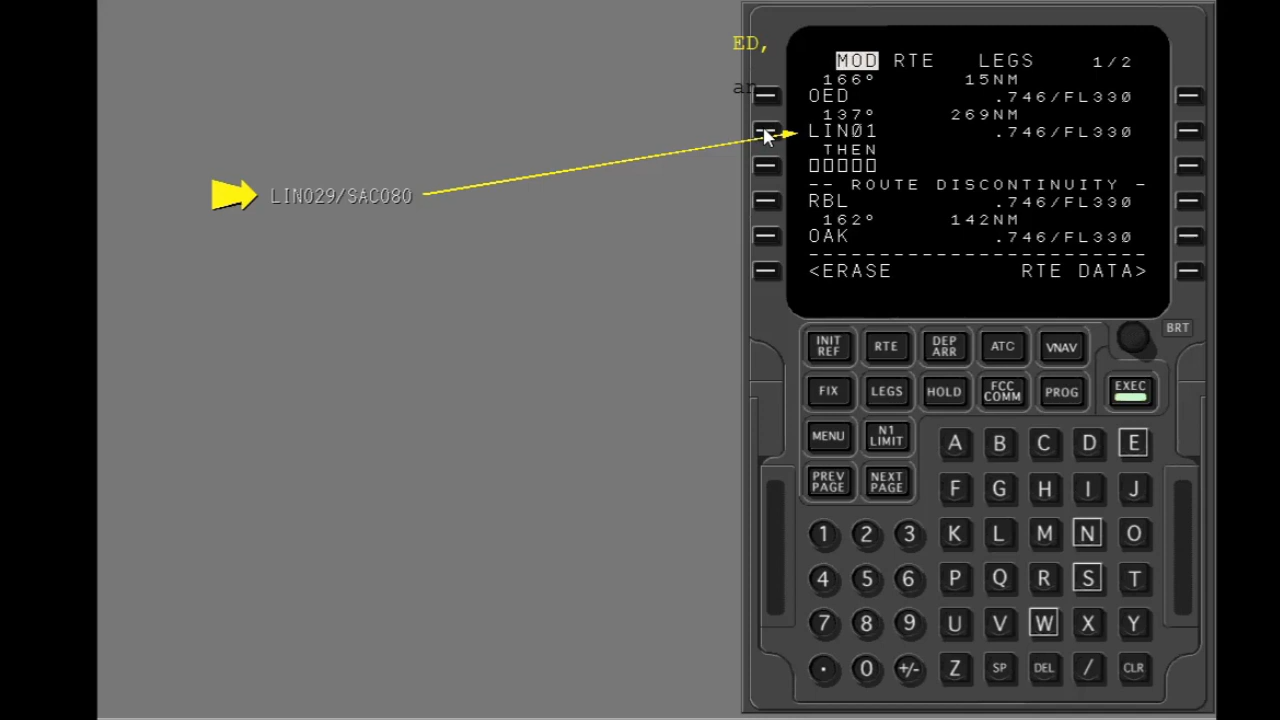 ED,
ar
LIN029/SAC080
MOD RTE LEGS 1/2
166° 15NM
OED .746/FL330
137° 269NM
LIN01 .746/FL330
THEN
□□□□□
-- ROUTE DISCONTINUITY -
RBL .746/FL330
162° 142NM
OAK .746/FL330
------------------------
<ERASE RTE DATA>
BRT
INIT REF RTE DEP ARR ATC VNAV
FIX LEGS HOLD FCC COMM PROG EXEC
MENU N1 LIMIT
PREV PAGE NEXT PAGE
A B C D E
F G H I J
1 2 3 K L M N O
4 5 6 P Q R S T
7 8 9 U V W X Y
. 0 +/- Z SP DEL / CLR